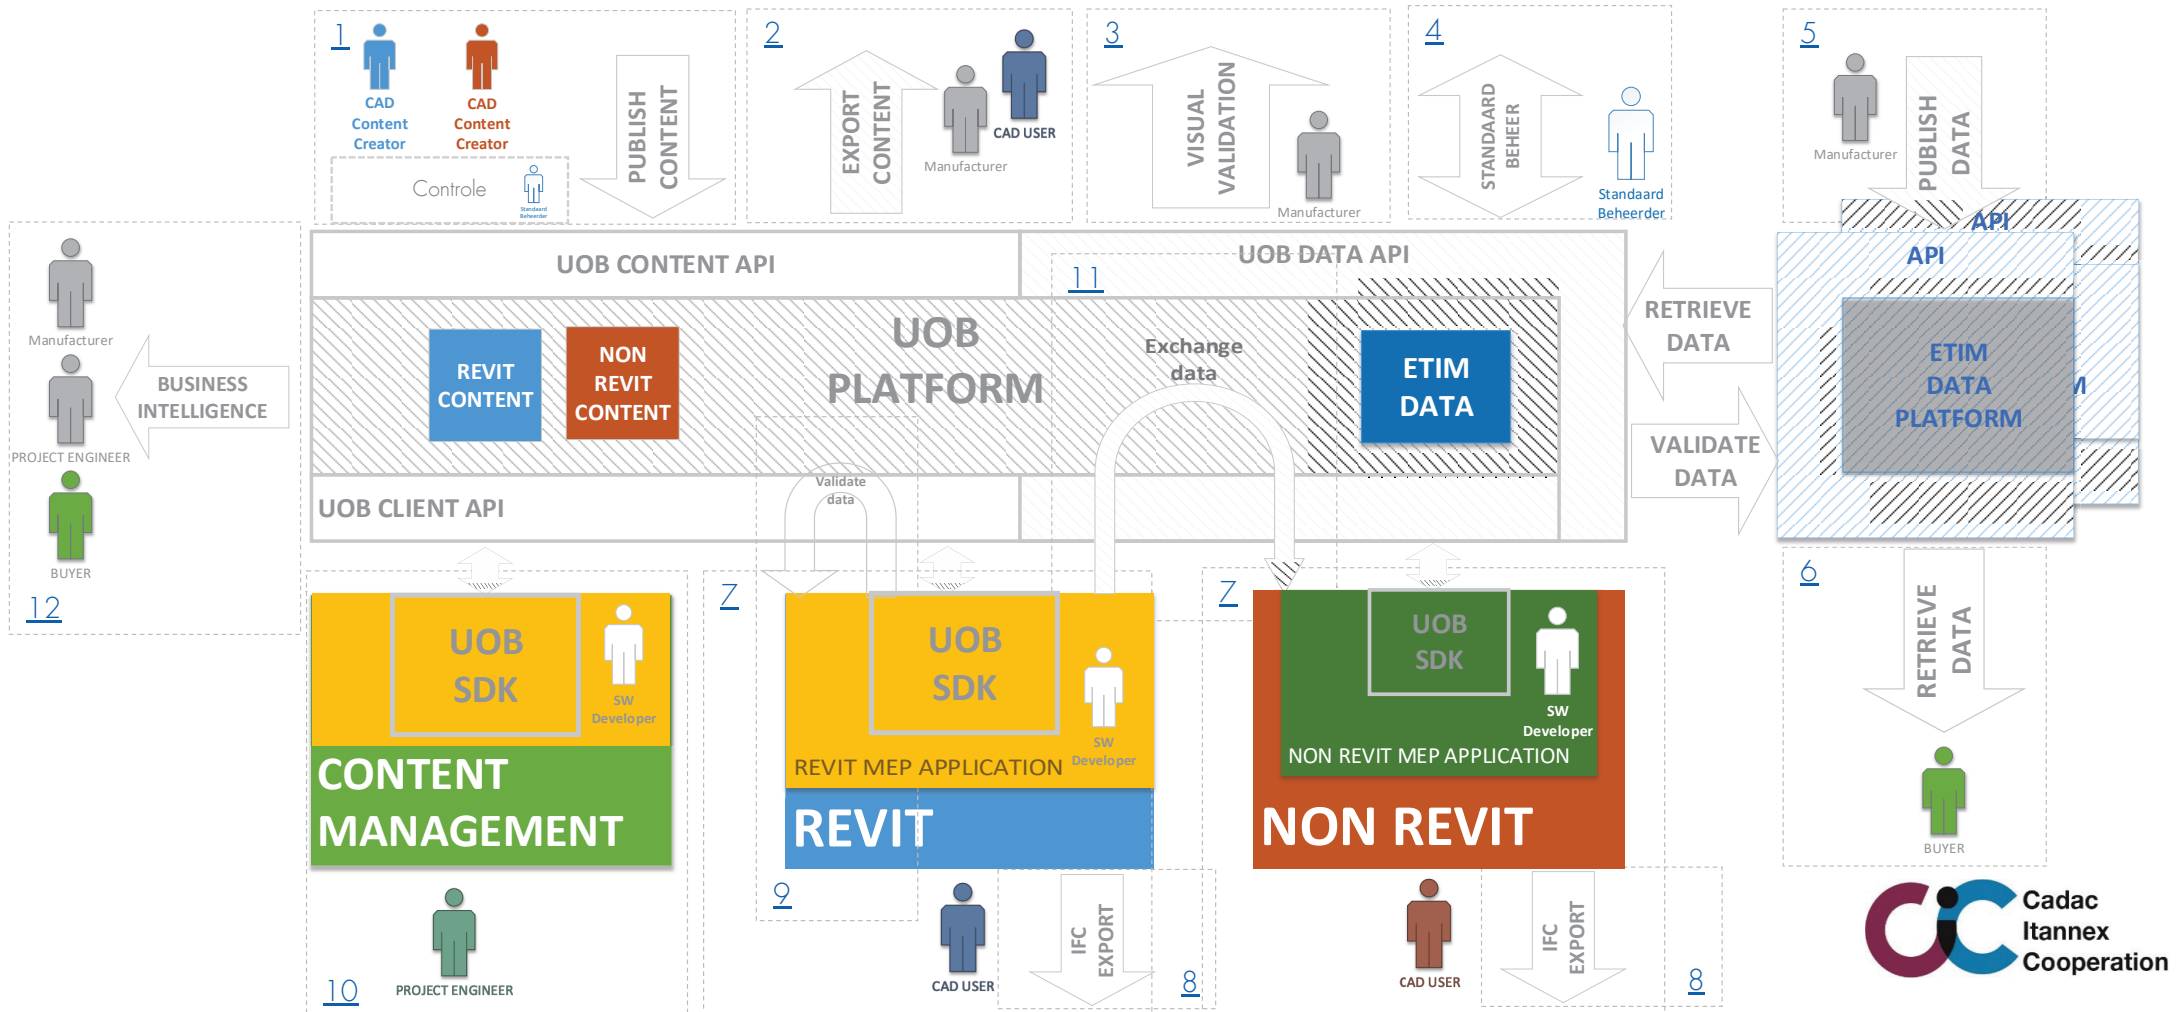 1
CAD
Content
Creator
CAD
Content
Creator
Controle
Standaard
Beheerder
PUBLISH
CONTENT
2
EXPORT
CONTENT
Manufacturer
CAD USER
3
VISUAL
VALIDATION
Manufacturer
4
STANDAARD
BEHEER
Standaard
Beheerder
5
Manufacturer
PUBLISH
DATA
Manufacturer
PROJECT ENGINEER
BUYER
12
BUSINESS
INTELLIGENCE
UOB CONTENT API
UOB DATA API
11
REVIT
CONTENT
NON
REVIT
CONTENT
UOB
PLATFORM
Exchange
data
ETIM
DATA
UOB CLIENT API
Validate
data
RETRIEVE
DATA
VALIDATE
DATA
API
API
ETIM
DATA
PLATFORM
M
6
RETRIEVE
DATA
BUYER
UOB
SDK
SW
Developer
CONTENT
MANAGEMENT
10
PROJECT ENGINEER
7
UOB
SDK
SW
Developer
REVIT MEP APPLICATION
REVIT
9
CAD USER
IFC
EXPORT
8
7
UOB
SDK
SW
Developer
NON REVIT MEP APPLICATION
NON REVIT
CAD USER
IFC
EXPORT
8
Cadac
Itannex
Cooperation